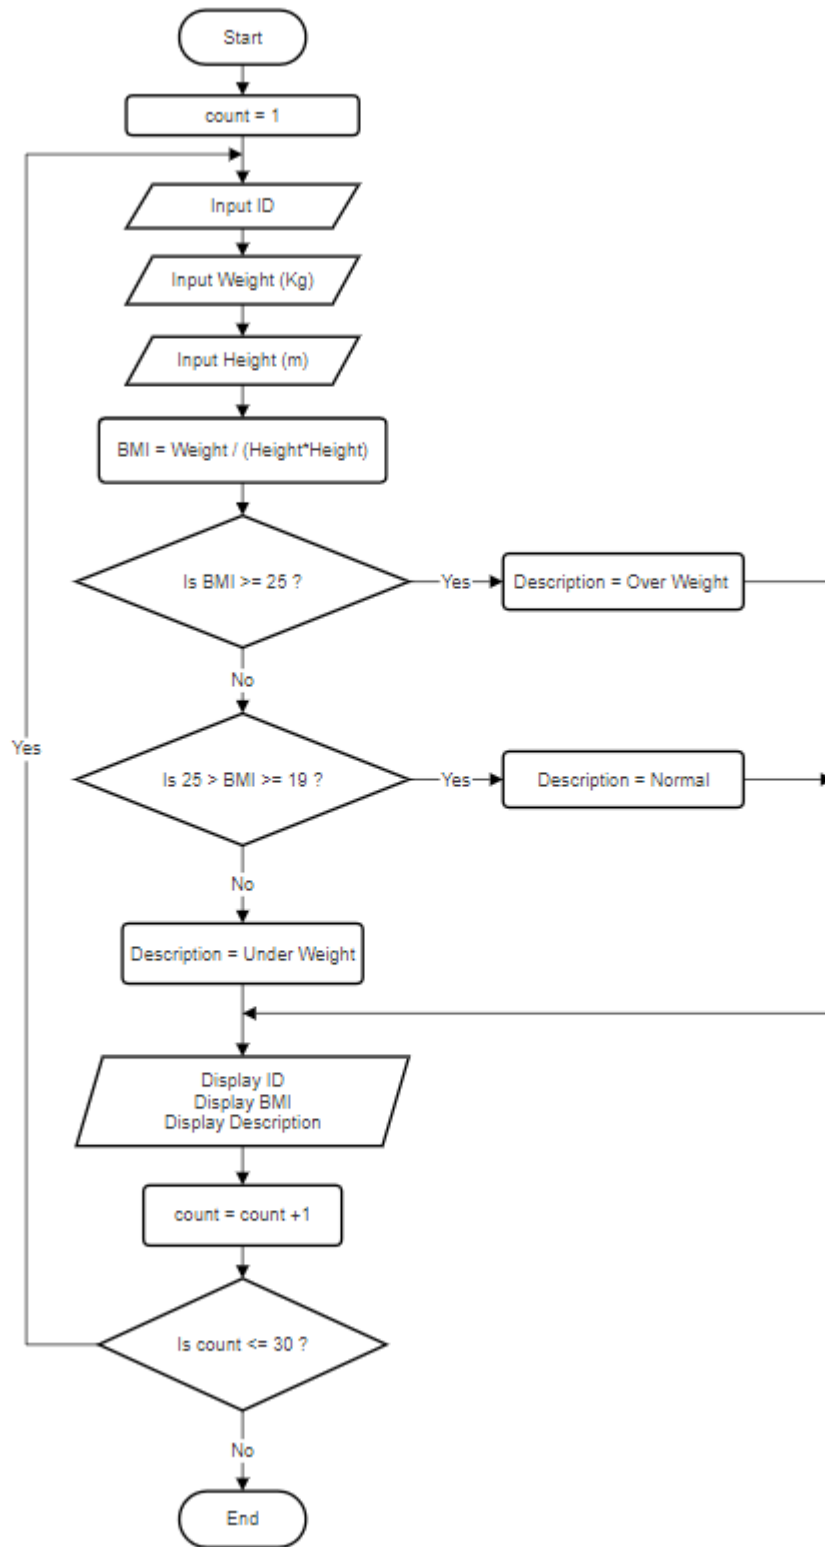 Start
count = 1
Input ID
Input Weight (Kg)
Input Height (m)
BMI = Weight / (Height*Height)
Is BMI >= 25 ?
Yes
Description = Over Weight
No
Yes
Is 25 > BMI >= 19 ?
Yes
Description = Normal
No
Description = Under Weight
Display ID
Display BMI
Display Description
count = count +1
Is count <= 30 ?
No
End